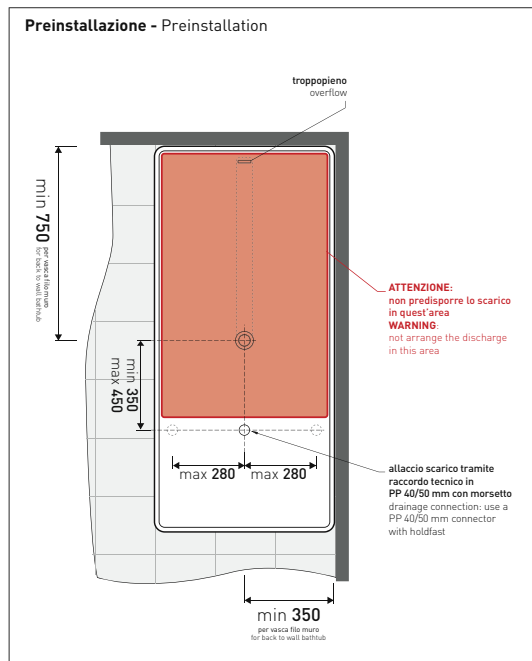 Preinstallazione - Preinstallation
troppopieno
overflow
min 750
per vasca filo muro
for back to wall bathtub
ATTENZIONE:
non predisporre lo scarico
in quest'area
WARNING:
not arrange the discharge
in this area
min 350
max 450
max 280
max 280
allaccio scarico tramite
raccordo tecnico in
PP 40/50 mm con morsetto
drainage connection: use a
PP 40/50 mm connector
with holdfast
min 350
per vasca filo muro
for back to wall bathtub